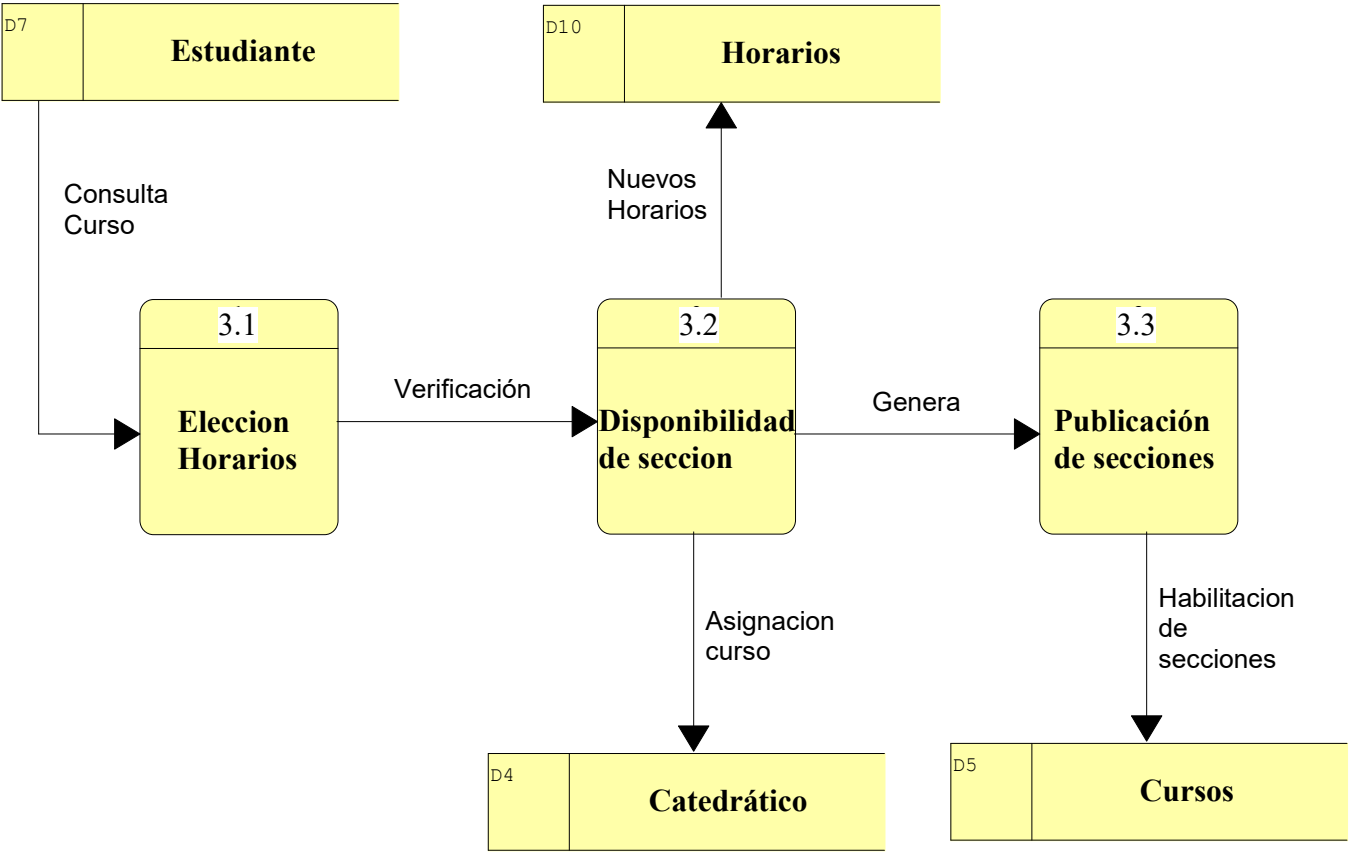 D7
Estudiante
D10
Horarios
Consulta
Curso
Nuevos
Horarios
3.1
Eleccion
Horarios
Verificación
3.2
Disponibilidad
de seccion
Genera
3.3
Publicación
de secciones
Asignacion
curso
Habilitacion
de
secciones
D4
Catedrático
D5
Cursos